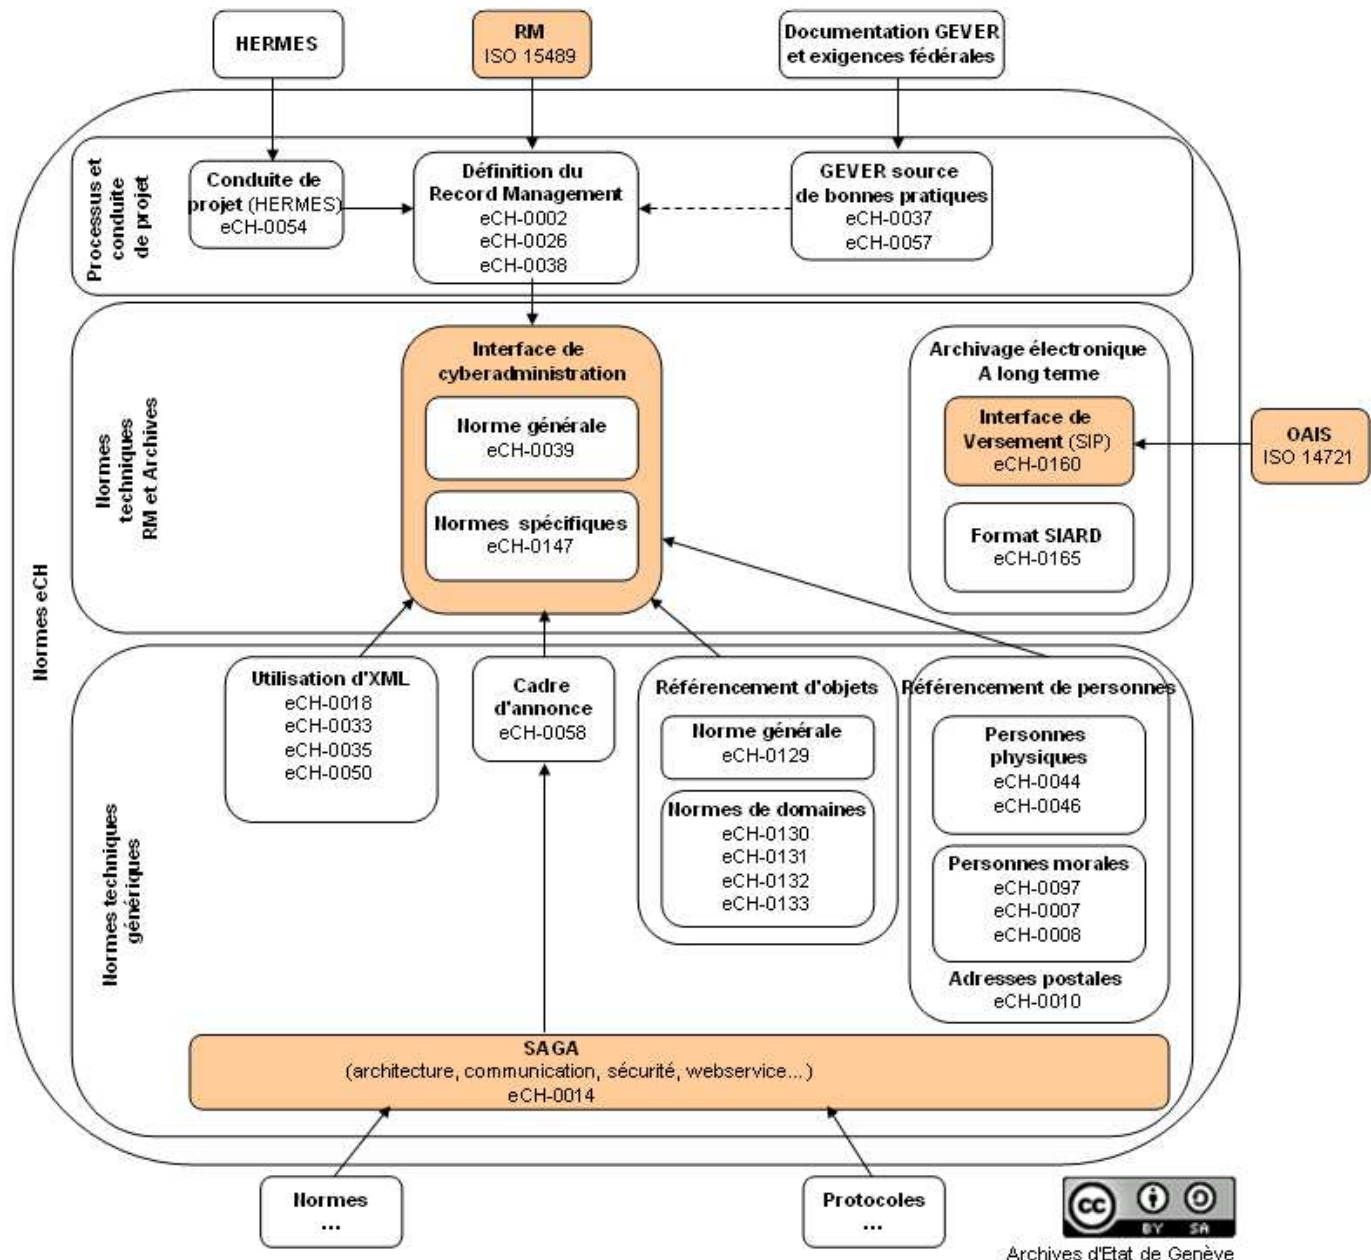 HERMES
RM
ISO 15489
Documentation GEVER
et exigences fédérales
Processus et
conduite
de projet
Conduite de
projet (HERMES)
eCH-0054
Définition du
Record Management
eCH-0002
eCH-0026
eCH-0038
GEVER source
de bonnes pratiques
eCH-0037
eCH-0057
Normes eCH
Normes
techniques
RM et Archives
Interface de
cyberadministration
Norme générale
eCH-0039
Normes spécifiques
eCH-0147
Archivage électronique
A long terme
Interface de
Versement (SIP)
eCH-0160
Format SIARD
eCH-0165
OAIS
ISO 14721
Normes techniques
génériques
Utilisation d'XML
eCH-0018
eCH-0033
eCH-0035
eCH-0050
Cadre
d'annonce
eCH-0058
Référencement d'objets
Norme générale
eCH-0129
Normes de domaines
eCH-0130
eCH-0131
eCH-0132
eCH-0133
Référencement de personnes
Personnes
physiques
eCH-0044
eCH-0046
Personnes morales
eCH-0097
eCH-0007
eCH-0008
Adresses postales
eCH-0010
SAGA
(architecture, communication, sécurité, webservice...)
eCH-0014
Normes
...
Protocoles
...
cc
BY SA
Archives d'Etat de Genève